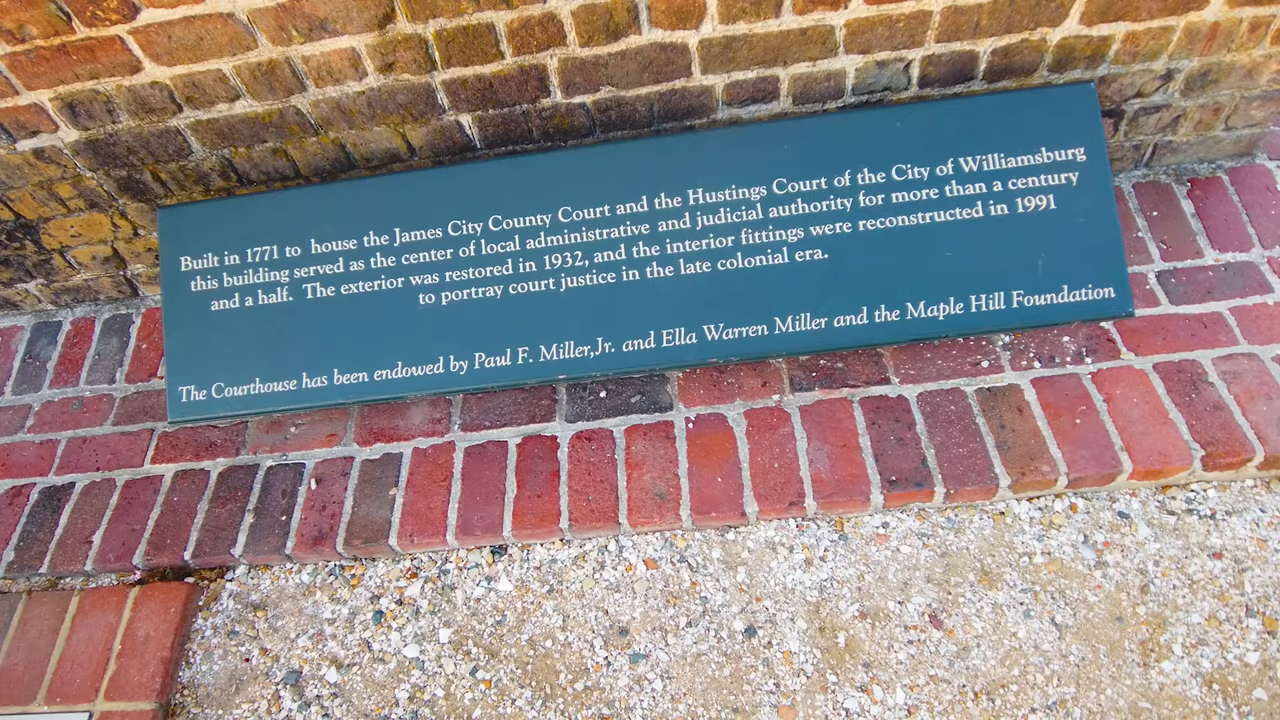 Built in 1771 to house the James City County Court and the Hustings Court of the City of Williamsburg
this building served as the center of local administrative and judicial authority for more than a century
and a half. The exterior was restored in 1932, and the interior fittings were reconstructed in 1991
to portray court justice in the late colonial era.
The Courthouse has been endowed by Paul F. Miller, Jr. and Ella Warren Miller and the Maple Hill Foundation